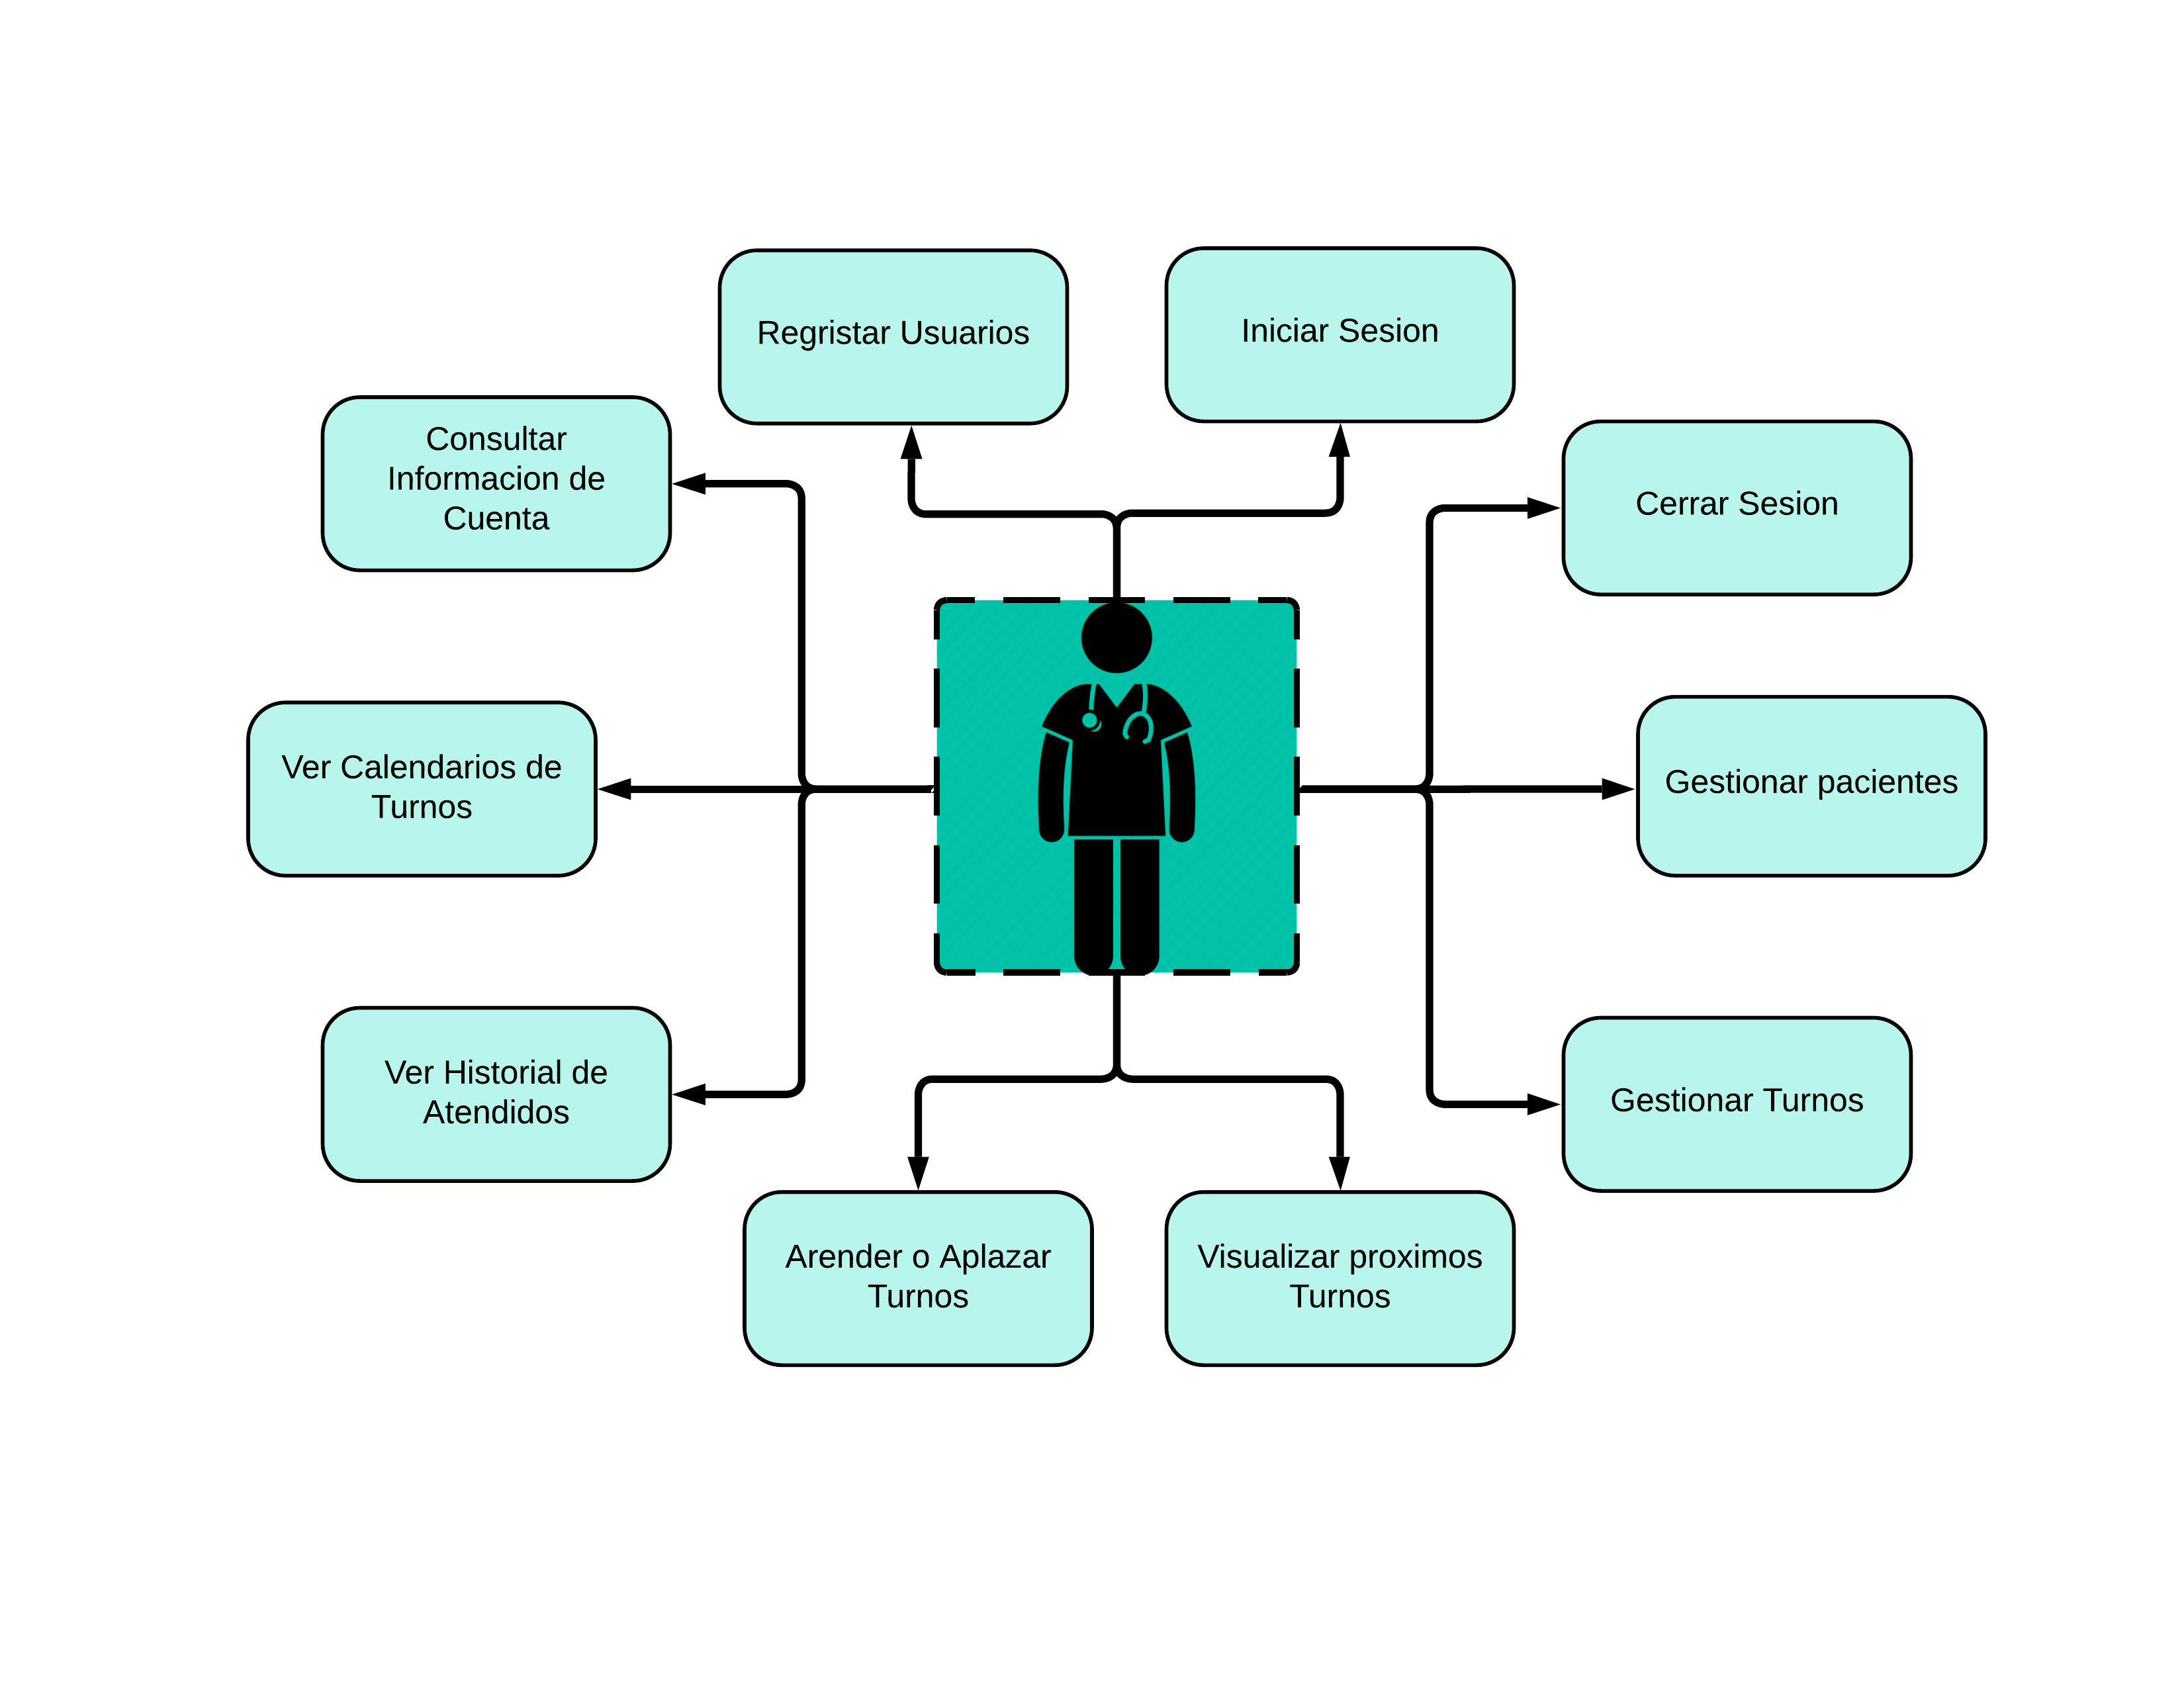 Registar Usuarios
Iniciar Sesion
Consultar
Informacion de
Cuenta
Cerrar Sesion
Ver Calendarios de
Turnos
Gestionar pacientes
Ver Historial de
Atendidos
Gestionar Turnos
Arender o Aplazar
Turnos
Visualizar proximos
Turnos